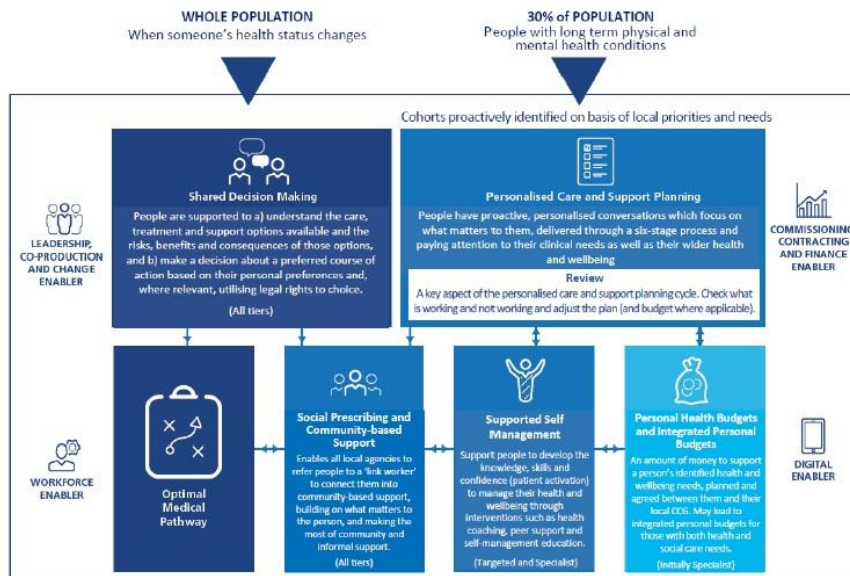 WHOLE POPULATION
When someone's health status changes
30% of POPULATION
People with long term physical and
mental health conditions
Cohorts proactively identified on basis of local priorities and needs
Shared Decision Making
People are supported to a) understand the care,
treatment and support options available and the
risks, benefits and consequences of those options,
and b) make a decision about a preferred course of
action based on their personal preferences and,
where relevant, utilising legal rights to choice.
(All tiers)
Personalised Care and Support Planning
People have proactive, personalised conversations which focus on
what matters to them, delivered through a six-stage process and
paying attention to their clinical needs as well as their wider health
and wellbeing
Review
A key aspect of the personalised care and support planning cycle. Check what
is working and not working and adjust the plan (and budget where applicable).
LEADERSHIP,
CO-PRODUCTION
AND CHANGE
ENABLER
COMMISSIONING,
CONTRACTING
AND FINANCE
ENABLER
WORKFORCE
ENABLER
DIGITAL
ENABLER
Optimal
Medical
Pathway
Social Prescribing and
Community-based
Support
Enables all local agencies to
refer people to a 'link worker'
to connect them into
community-based support,
building on what matters to
the person, and making the
most of community and
informal support.
(All tiers)
Supported Self
Management
Support people to develop the
knowledge, skills and
confidence (patient activation)
to manage their health and
wellbeing through
interventions such as health
coaching, peer support and
self-management education.
(Targeted and Specialist)
Personal Health Budgets
and Integrated Personal
Budgets
An amount of money to support
a person's identified health and
wellbeing needs, planned and
agreed between them and their
local CCG. May lead to
integrated personal budgets for
those with both health and
social care needs.
(Initially Specialist)